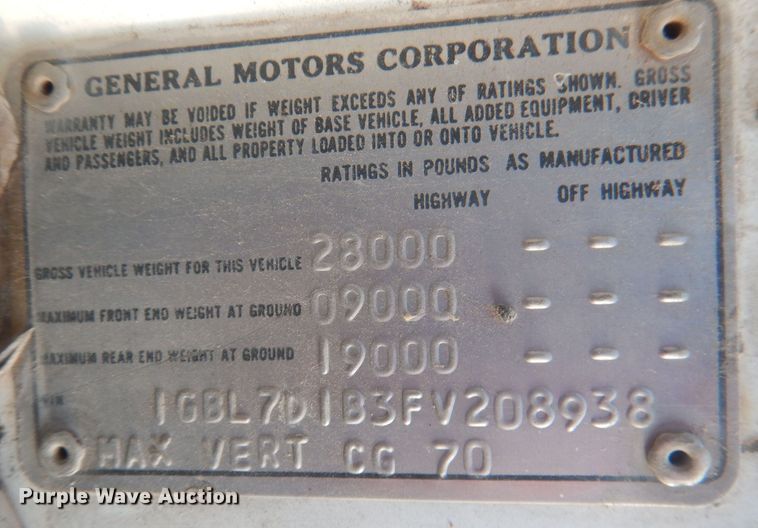 GENERAL MOTORS CORPORATION
WARRANTY MAY BE VOIDED IF WEIGHT EXCEEDS ANY OF RATINGS SHOWN. GROSS
VEHICLE WEIGHT INCLUDES WEIGHT OF BASE VEHICLE, ALL ADDED EQUIPMENT, DRIVER
AND PASSENGERS, AND ALL PROPERTY LOADED INTO OR ONTO VEHICLE.
RATINGS IN POUNDS AS MANUFACTURED
HIGHWAY OFF HIGHWAY
GROSS VEHICLE WEIGHT FOR THIS VEHICLE 28000 - - -
MAXIMUM FRONT END WEIGHT AT GROUND 09000 - - -
MAXIMUM REAR END WEIGHT AT GROUND 19000 - - -
VIN 1GBL7D1B3FV208938
MAX VERT CG 70
Purple Wave Auction